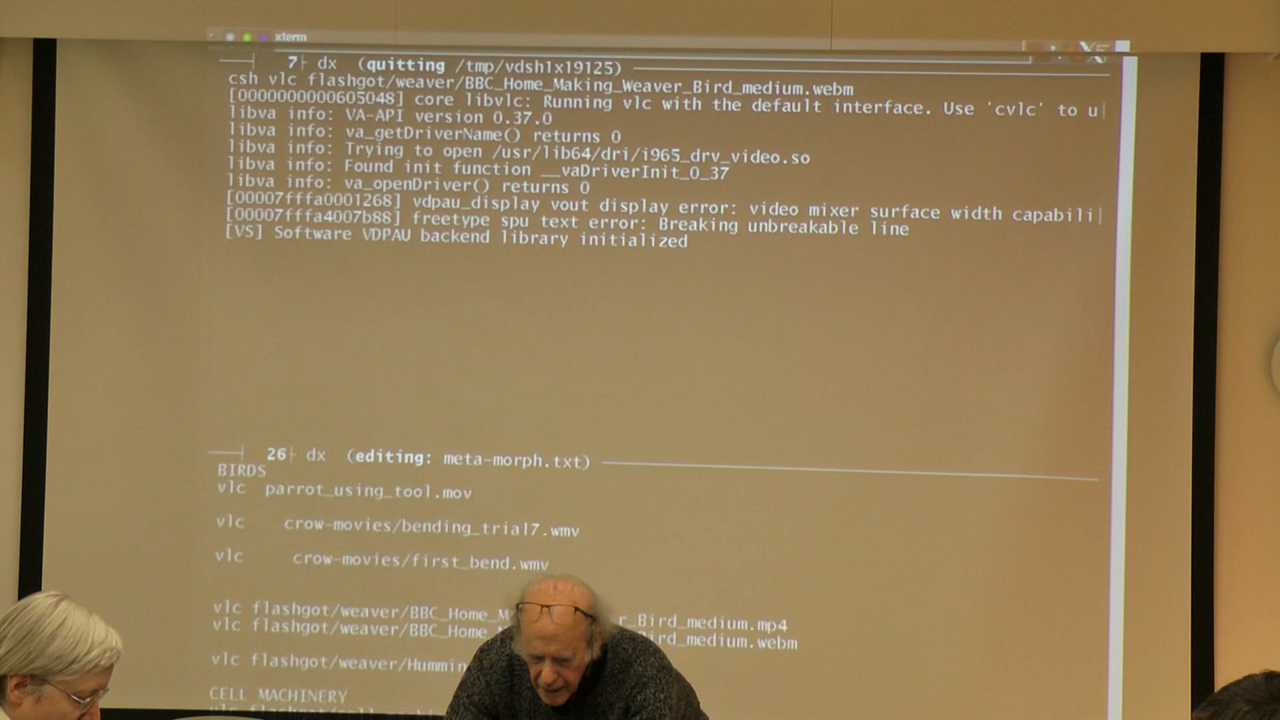 xterm
7 dx (quitting /tmp/vdsh1x19125)
csh vlc flashgot/weaver/BBC_Home_Making_Weaver_Bird_medium.webm
[0000000000605048] core libvlc: Running vlc with the default interface. Use 'cvlc' to u
libva info: VA-API version 0.37.0
libva info: va_getDriverName() returns 0
libva info: Trying to open /usr/lib64/dri/i965_drv_video.so
libva info: Found init function __vaDriverInit_0_37
libva info: va_openDriver() returns 0
[00007fffa0001268] vdpau_display vout display error: video mixer surface width capabili
[00007fffa4007b88] freetype spu text error: Breaking unbreakable line
[VS] Software VDPAU backend library initialized
26 dx (editing: meta-morph.txt)
BIRDS
vlc parrot_using_tool.mov
vlc crow-movies/bending_trial7.wmv
vlc crow-movies/first_bend.wmv
vlc flashgot/weaver/BBC_Home_M r_Bird_medium.mp4
vlc flashgot/weaver/BBC_Home_ Bird_medium.webm
vlc flashgot/weaver/Hummin
CELL MACHINERY